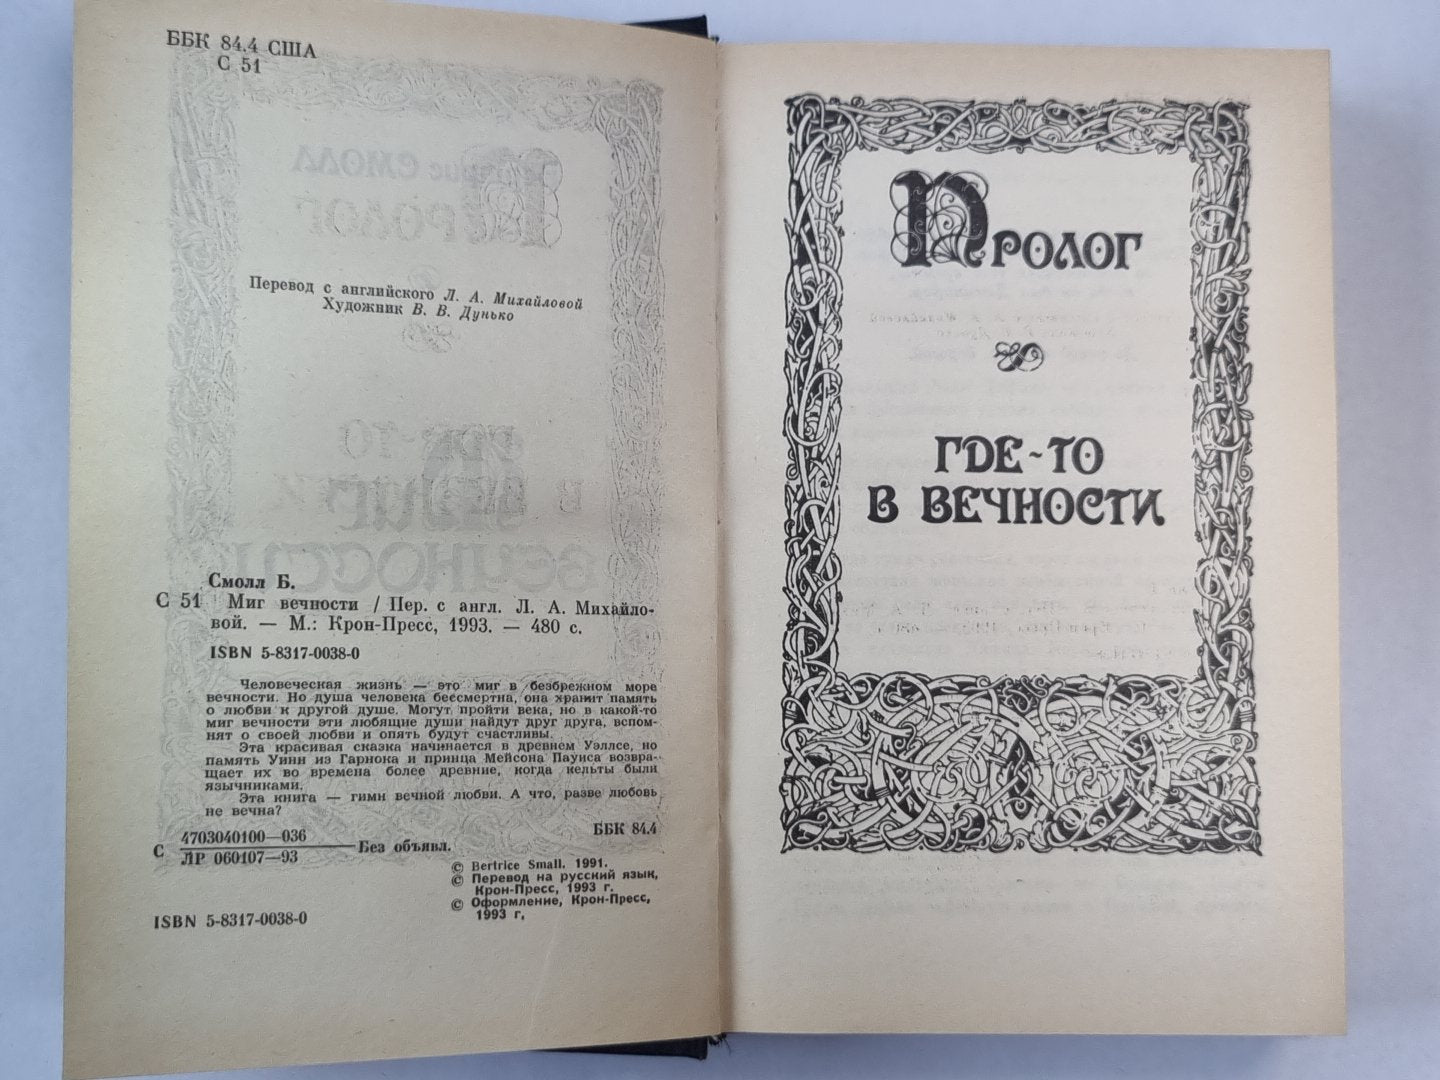 ББК 84.4 США
С 51
Перевод с английского Л. А. Михайловой
Художник В. В. Дунько
Смолл Б.
С 51 Миг вечности / Пер. с англ. Л. А. Михайло-
вой. — М.: Крон-Пресс, 1993. — 480 с.
ISBN 5-8317-0038-0
Человеческая жизнь — это миг в безбрежном море
вечности. Но душа человека бессмертна, она хранит память
о любви к другой душе. Могут пройти века, но в какой-то
миг вечности эти любящие души найдут друг друга, вспом-
нят о своей любви и опять будут счастливы.
Эта красивая сказка начинается в древнем Уэллсе, но
память Уинн из Гарнока и принца Мейсона Пауиса возвра-
щает их во времена более древние, когда кельты были
язычниками.
Эта книга — гимн вечной любви. А что, разве любовь
не вечна?
С 4703040100—036
ЛР 060107—93
Без объявл.
ББК 84.4
© Bertrice Small, 1991.
© Перевод на русский язык,
Крон-Пресс, 1993 г.
© Оформление, Крон-Пресс,
1993 г,
ISBN 5-8317-0038-0
Пролог
ГДЕ-ТО
В ВЕЧНОСТИ